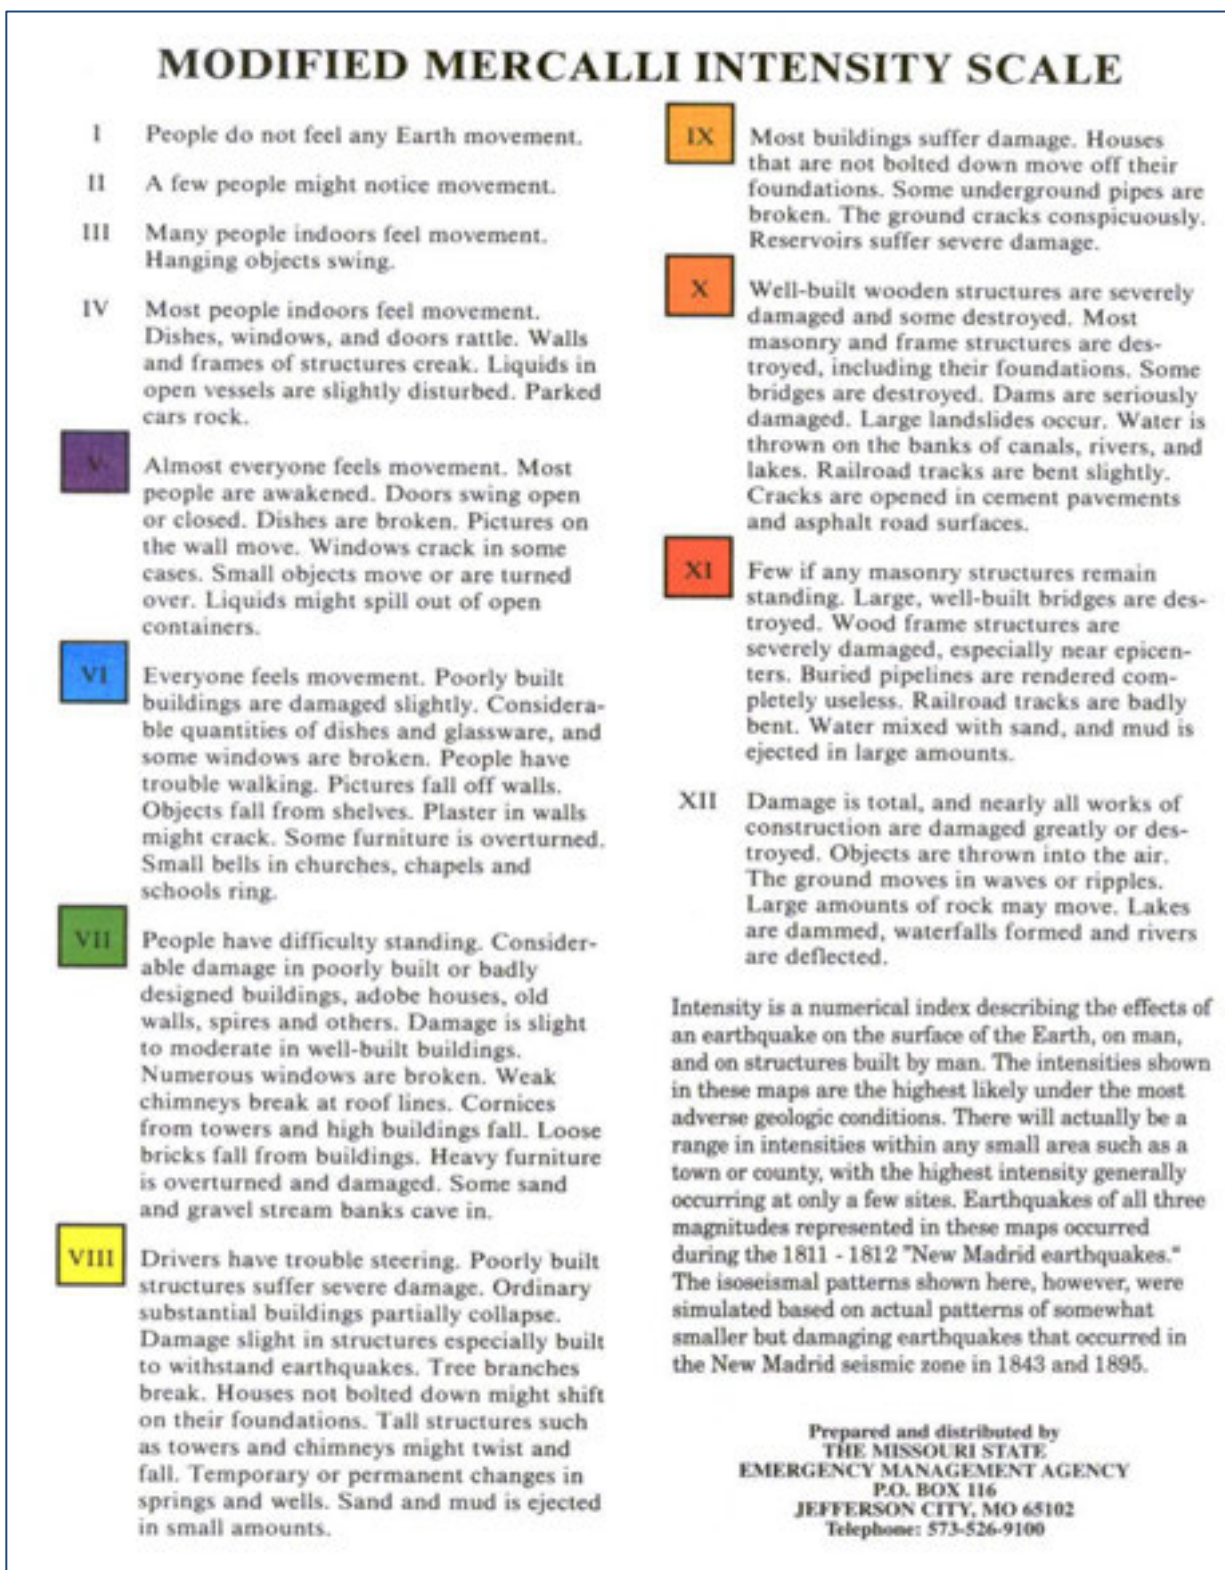 MODIFIED MERCALLI INTENSITY SCALE
I People do not feel any Earth movement.
II A few people might notice movement.
III Many people indoors feel movement.
Hanging objects swing.
IV Most people indoors feel movement.
Dishes, windows, and doors rattle. Walls
and frames of structures creak. Liquids in
open vessels are slightly disturbed. Parked
cars rock.
V Almost everyone feels movement. Most
people are awakened. Doors swing open
or closed. Dishes are broken. Pictures on
the wall move. Windows crack in some
cases. Small objects move or are turned
over. Liquids might spill out of open
containers.
VI Everyone feels movement. Poorly built
buildings are damaged slightly. Considera-
ble quantities of dishes and glassware, and
some windows are broken. People have
trouble walking. Pictures fall off walls.
Objects fall from shelves. Plaster in walls
might crack. Some furniture is overturned.
Small bells in churches, chapels and
schools ring.
VII People have difficulty standing. Consider-
able damage in poorly built or badly
designed buildings, adobe houses, old
walls, spires and others. Damage is slight
to moderate in well-built buildings.
Numerous windows are broken. Weak
chimneys break at roof lines. Cornices
from towers and high buildings fall. Loose
bricks fall from buildings. Heavy furniture
is overturned and damaged. Some sand
and gravel stream banks cave in.
VIII Drivers have trouble steering. Poorly built
structures suffer severe damage. Ordinary
substantial buildings partially collapse.
Damage slight in structures especially built
to withstand earthquakes. Tree branches
break. Houses not bolted down might shift
on their foundations. Tall structures such
as towers and chimneys might twist and
fall. Temporary or permanent changes in
springs and wells. Sand and mud is ejected
in small amounts.
IX Most buildings suffer damage. Houses
that are not bolted down move off their
foundations. Some underground pipes are
broken. The ground cracks conspicuously.
Reservoirs suffer severe damage.
X Well-built wooden structures are severely
damaged and some destroyed. Most
masonry and frame structures are des-
troyed, including their foundations. Some
bridges are destroyed. Dams are seriously
damaged. Large landslides occur. Water is
thrown on the banks of canals, rivers, and
lakes. Railroad tracks are bent slightly.
Cracks are opened in cement pavements
and asphalt road surfaces.
XI Few if any masonry structures remain
standing. Large, well-built bridges are des-
troyed. Wood frame structures are
severely damaged, especially near epicen-
ters. Buried pipelines are rendered com-
pletely useless. Railroad tracks are badly
bent. Water mixed with sand, and mud is
ejected in large amounts.
XII Damage is total, and nearly all works of
construction are damaged greatly or des-
troyed. Objects are thrown into the air.
The ground moves in waves or ripples.
Large amounts of rock may move. Lakes
are dammed, waterfalls formed and rivers
are deflected.
Intensity is a numerical index describing the effects of
an earthquake on the surface of the Earth, on man,
and on structures built by man. The intensities shown
in these maps are the highest likely under the most
adverse geologic conditions. There will actually be a
range in intensities within any small area such as a
town or county, with the highest intensity generally
occurring at only a few sites. Earthquakes of all three
magnitudes represented in these maps occurred
during the 1811 - 1812 "New Madrid earthquakes."
The isoseismal patterns shown here, however, were
simulated based on actual patterns of somewhat
smaller but damaging earthquakes that occurred in
the New Madrid seismic zone in 1843 and 1895.
Prepared and distributed by
THE MISSOURI STATE
EMERGENCY MANAGEMENT AGENCY
P.O. BOX 116
JEFFERSON CITY, MO 65102
Telephone: 573-526-9100